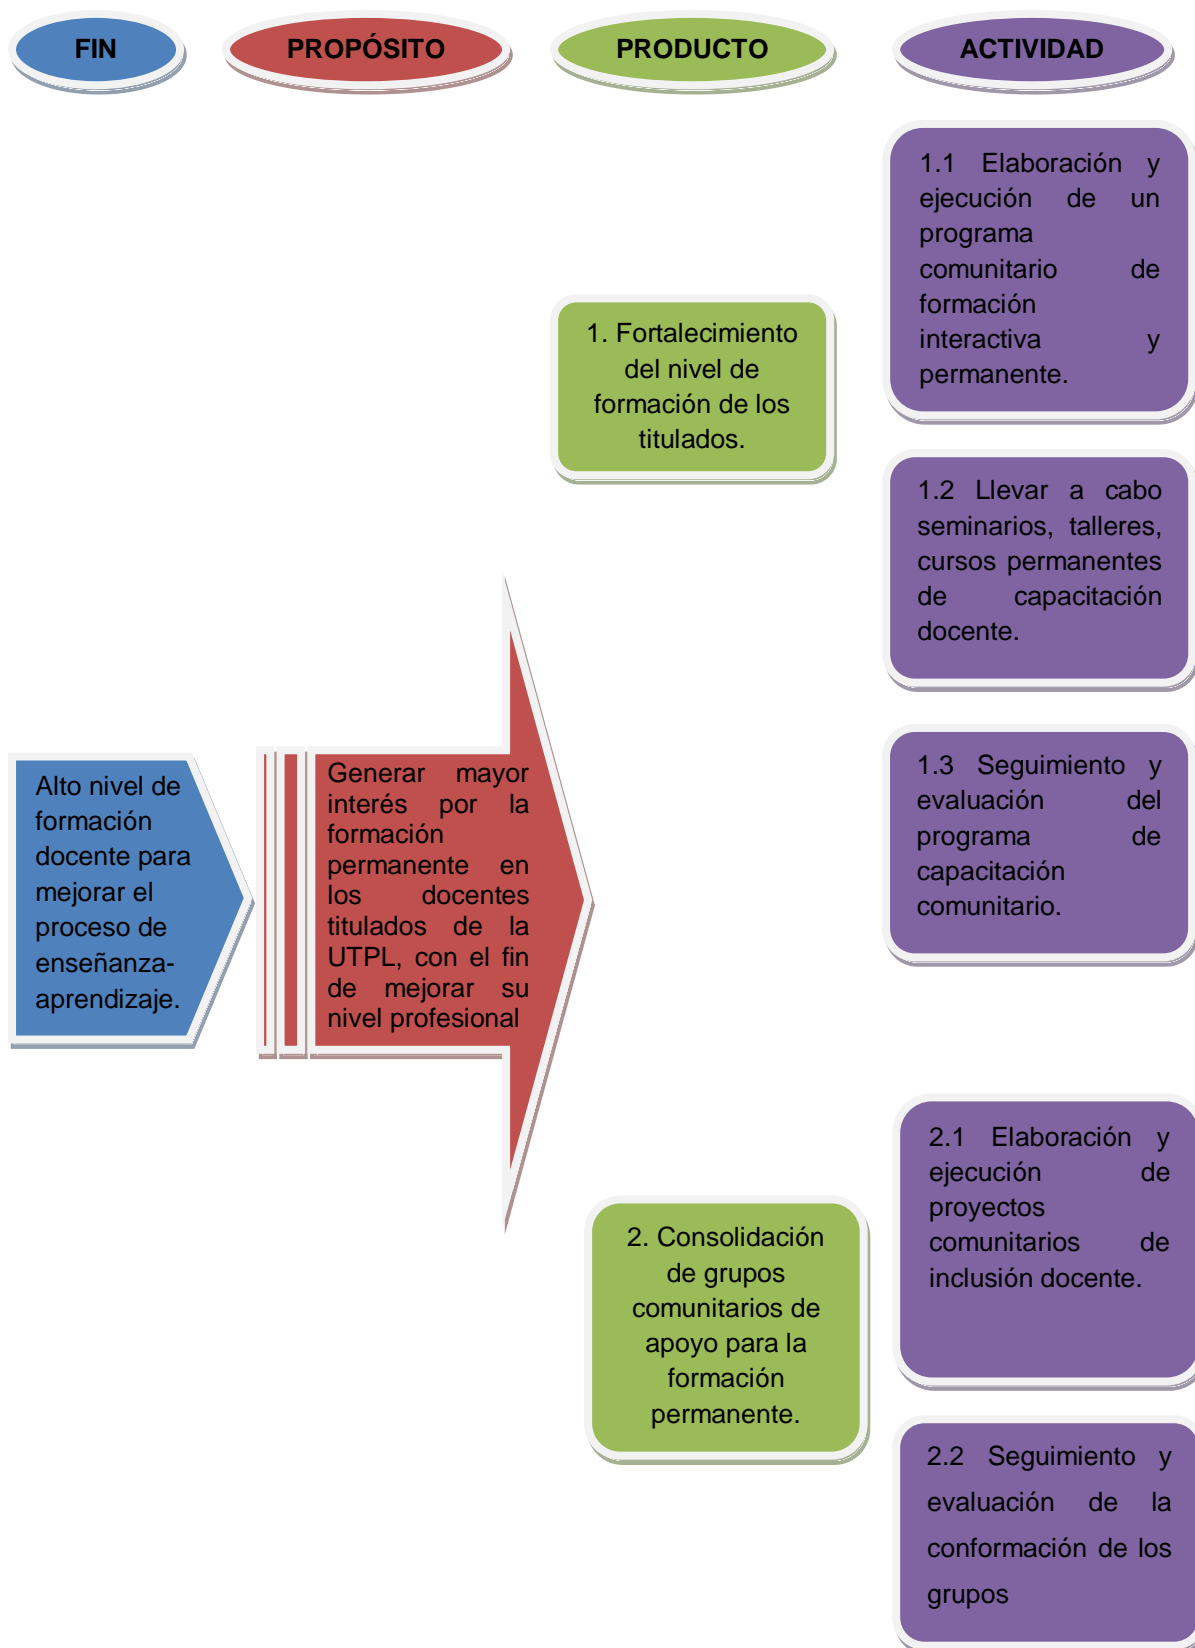 FIN
PROPÓSITO
PRODUCTO
ACTIVIDAD
1.1 Elaboración y
ejecución de un
programa
comunitario de
formación
interactiva y
permanente.
1. Fortalecimiento
del nivel de
formación de los
titulados.
1.2 Llevar a cabo
seminarios, talleres,
cursos permanentes
de capacitación
docente.
Alto nivel de
formación
docente para
mejorar el
proceso de
enseñanza-
aprendizaje.
Generar mayor
interés por la
formación
permanente en
los docentes
titulados de la
UTPL, con el fin
de mejorar su
nivel profesional
1.3 Seguimiento y
evaluación del
programa de
capacitación
comunitario.
2. Consolidación
de grupos
comunitarios de
apoyo para la
formación
permanente.
2.1 Elaboración y
ejecución de
proyectos
comunitarios de
inclusión docente.
2.2 Seguimiento y
evaluación de la
conformación de los
grupos